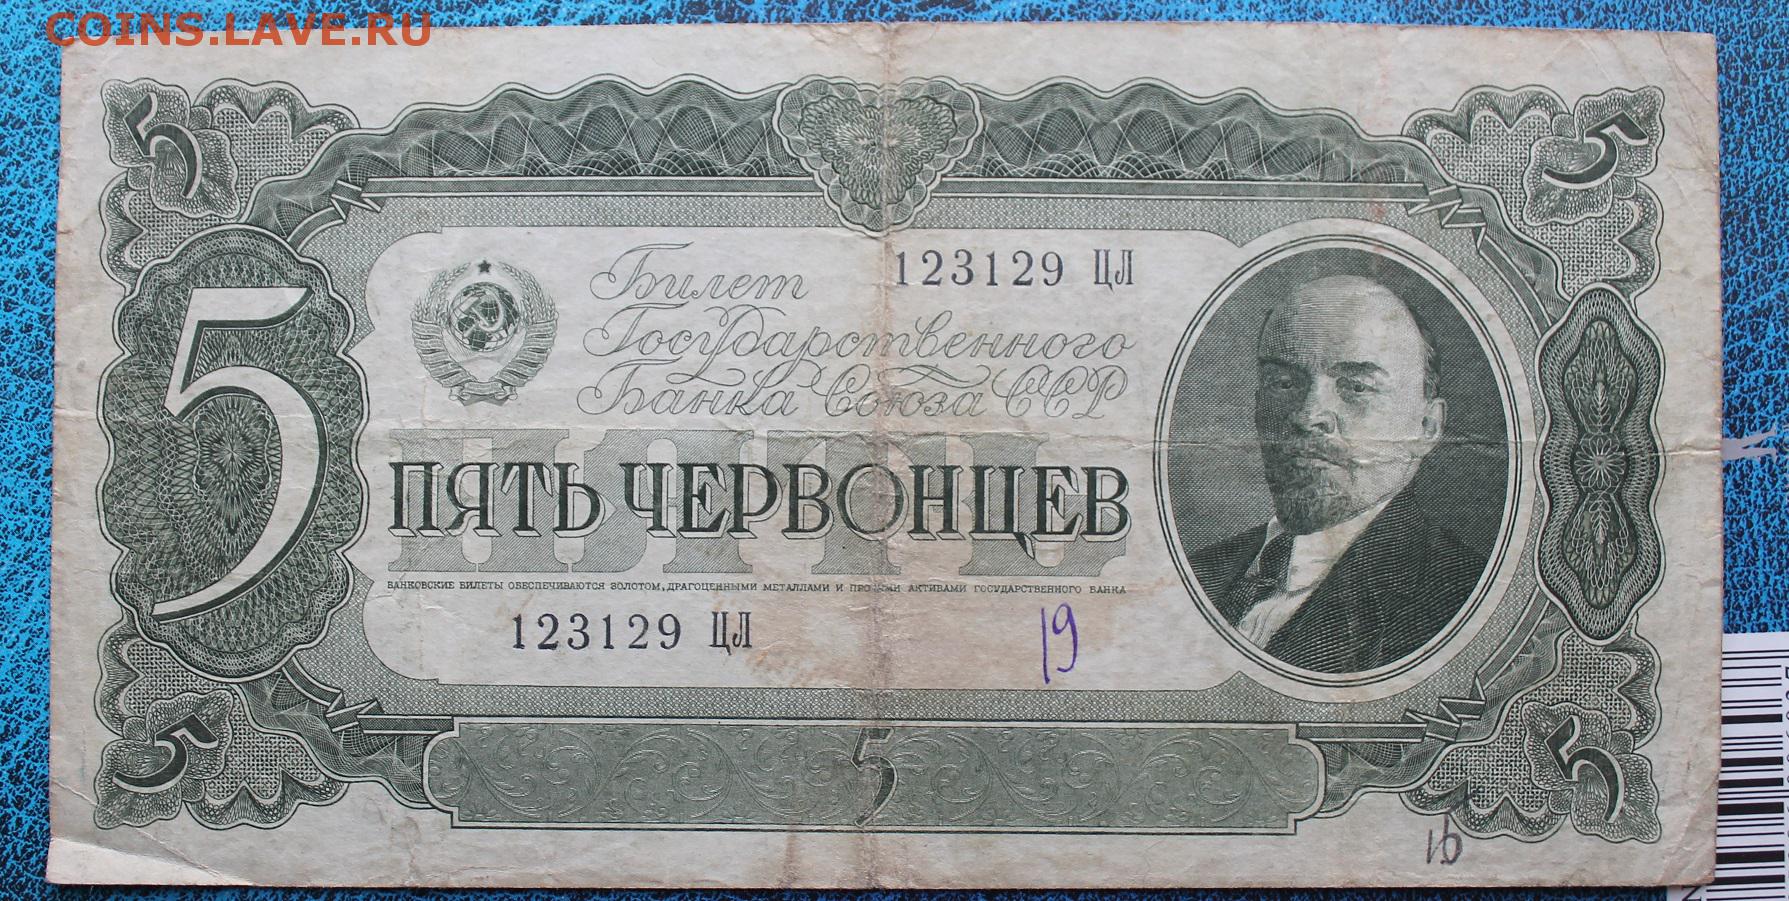 COINS.LAVE.RU
5
5
Билет
123129 ЦЛ
Государственного
Банка Союза ССР
5
ПЯТЬ
ПЯТЬ ЧЕРВОНЦЕВ
БАНКОВСКИЕ БИЛЕТЫ ОБЕСПЕЧИВАЮТСЯ ЗОЛОТОМ, ДРАГОЦЕННЫМИ МЕТАЛЛАМИ И ПРОЧИМИ АКТИВАМИ ГОСУДАРСТВЕННОГО БАНКА
123129 ЦЛ
19
5
5
5